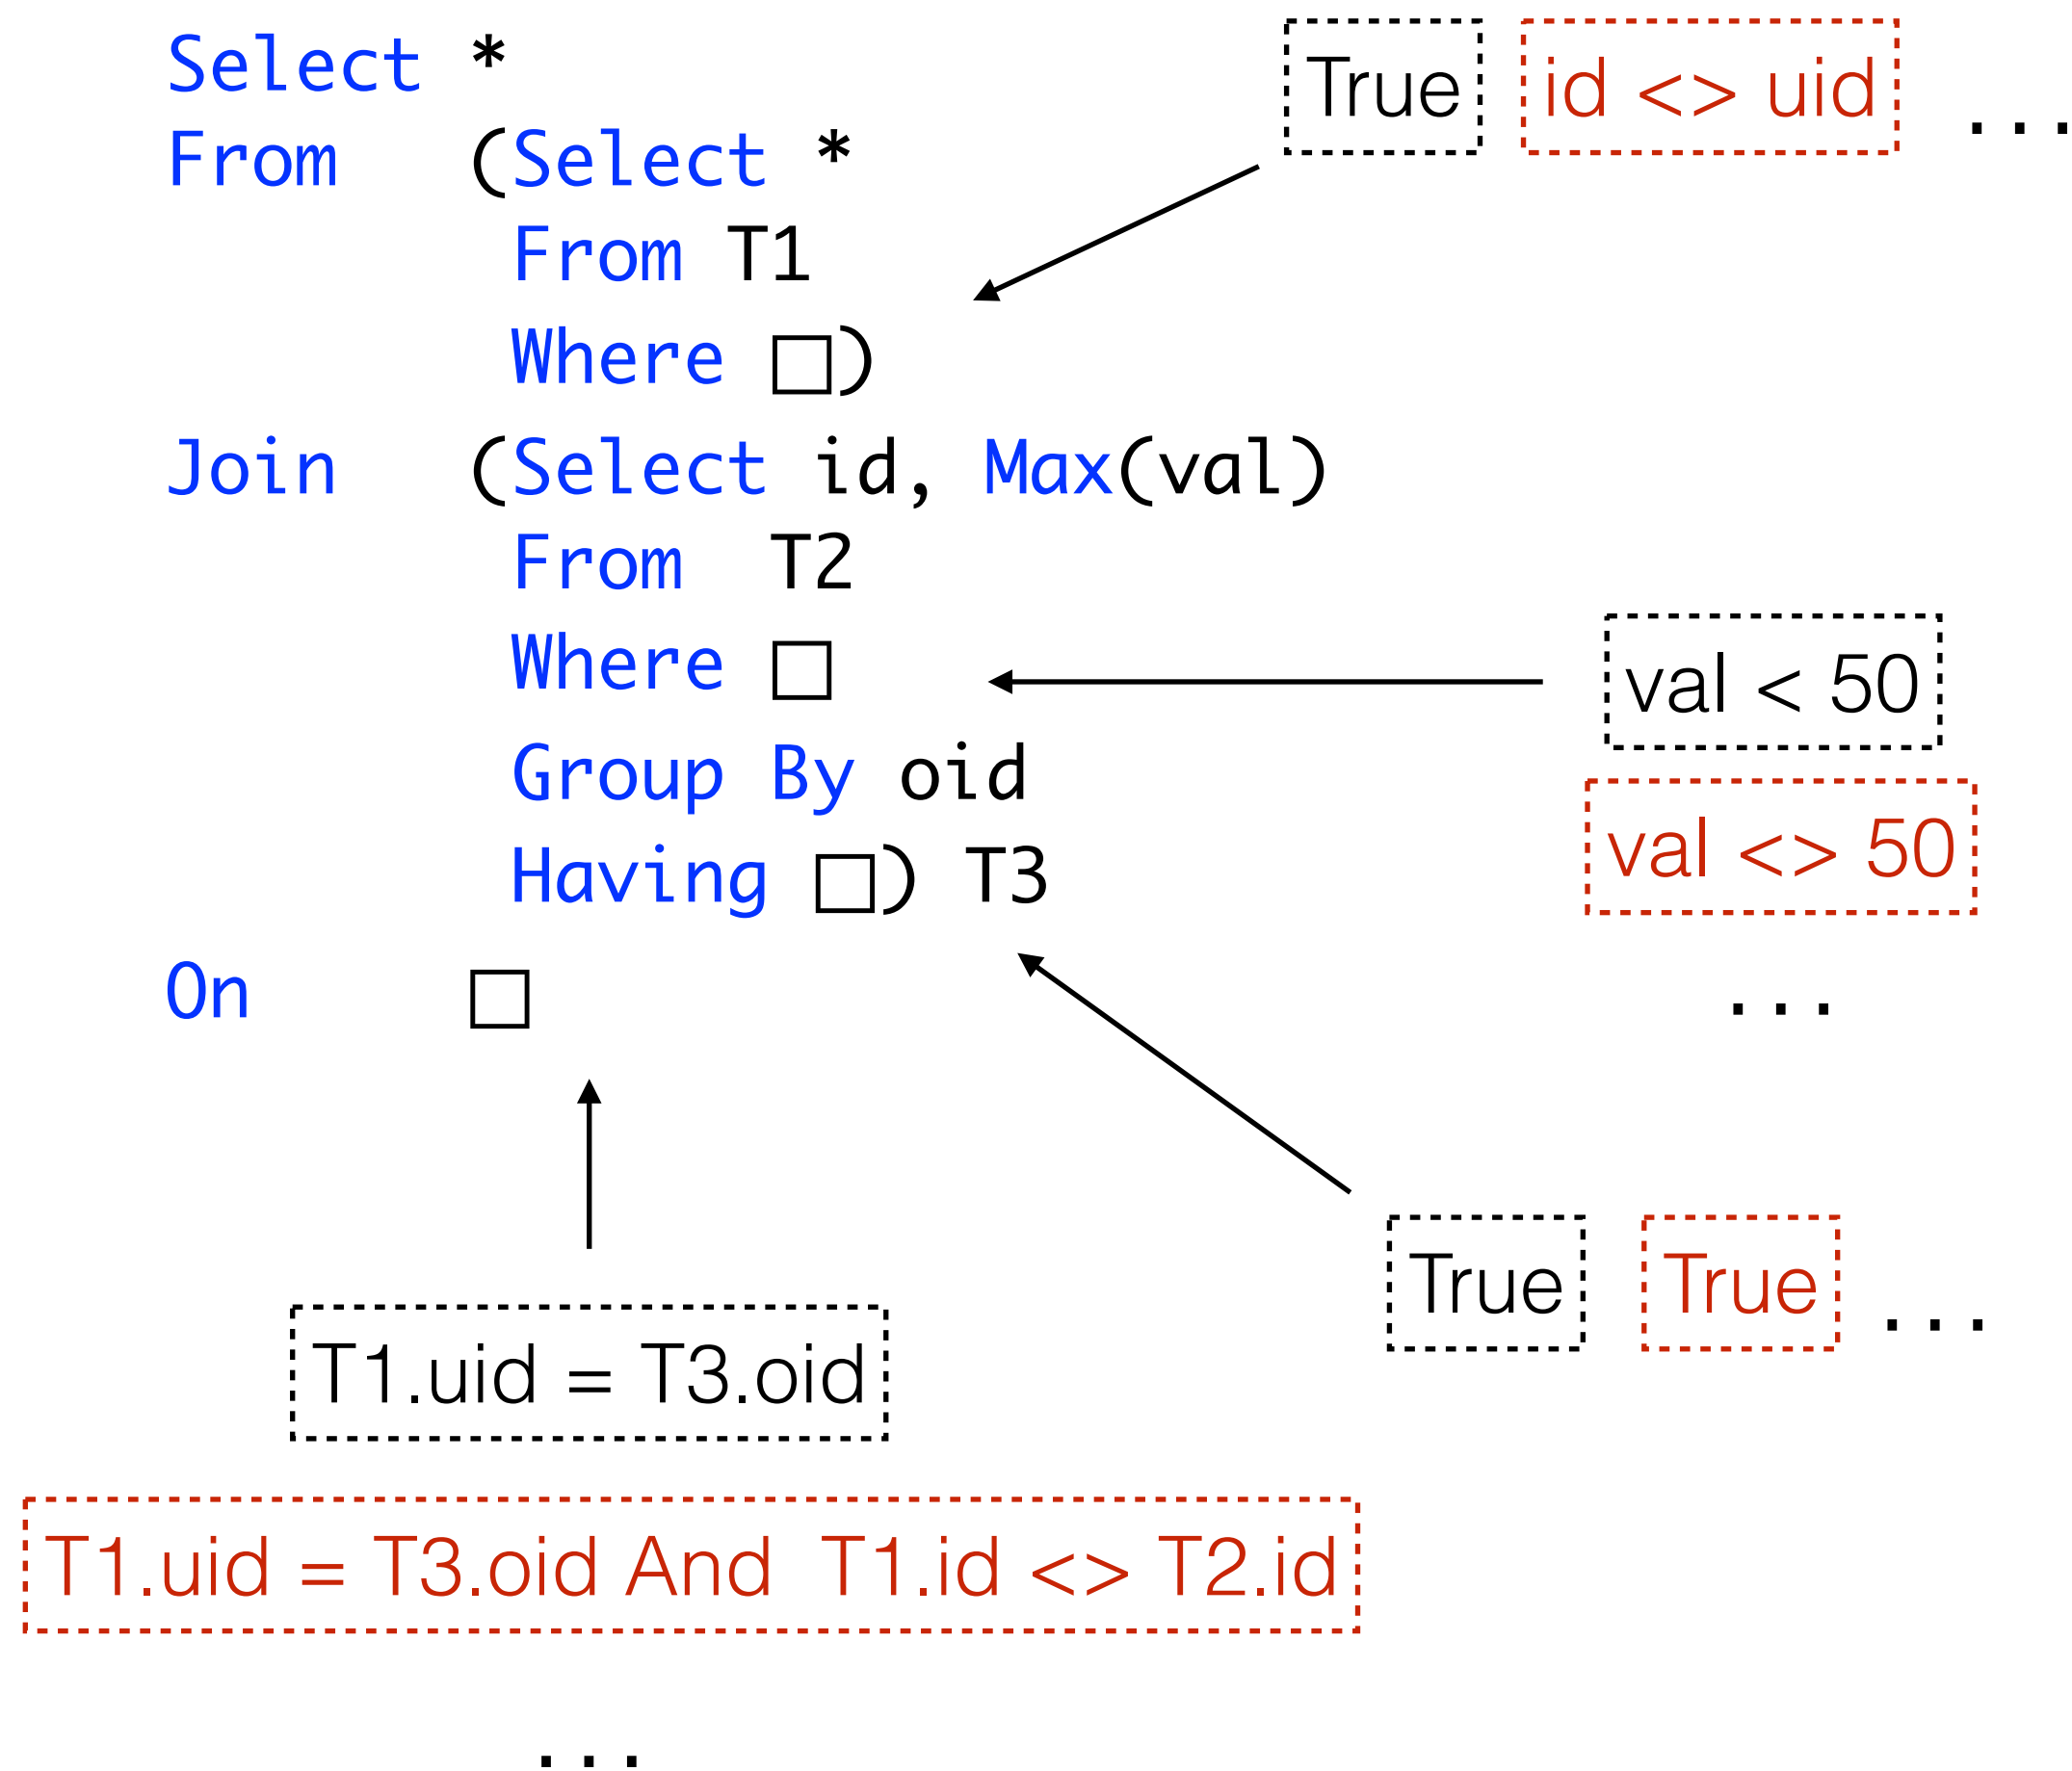 Select *
From (Select *
From T1
Where □)
Join (Select id, Max(val)
From T2
Where □
Group By oid
Having □) T3
On □
True
id <> uid
...
val < 50
val <> 50
...
True
True
...
T1.uid = T3.oid
T1.uid = T3.oid And T1.id <> T2.id
...